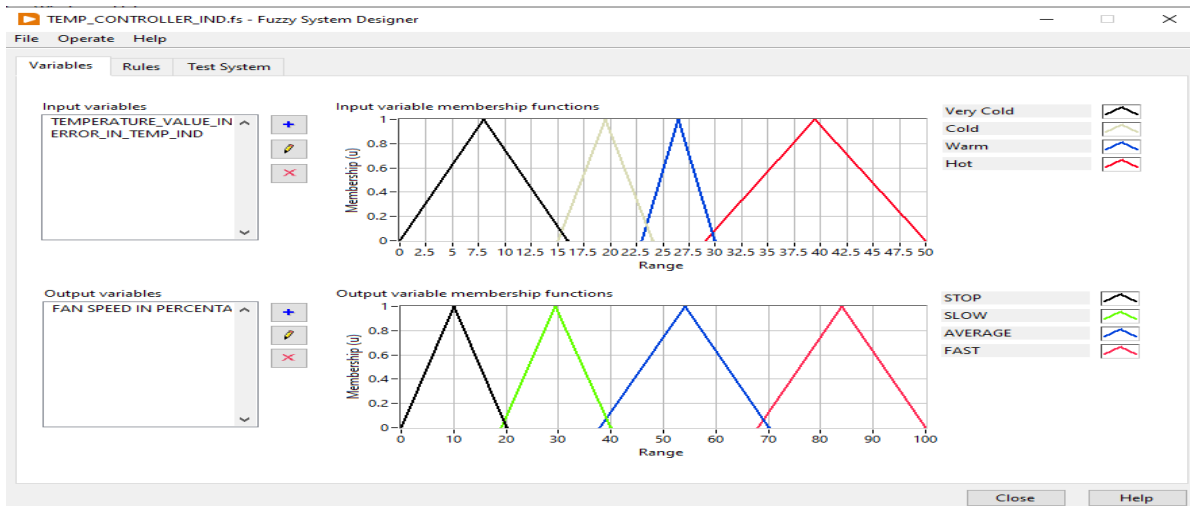 TEMP_CONTROLLER_IND.fs - Fuzzy System Designer
File Operate Help
Variables Rules Test System
Input variables
TEMPERATURE_VALUE_IN
ERROR_IN_TEMP_IND
Input variable membership functions
Membership (u)
1
0.8
0.6
0.4
0.2
0
0 2.5 5 7.5 10 12.5 15 17.5 20 22.5 25 27.5 30 32.5 35 37.5 40 42.5 45 47.5 50
Range
Very Cold
Cold
Warm
Hot
Output variables
FAN SPEED IN PERCENTA
Output variable membership functions
Membership (u)
1
0.8
0.6
0.4
0.2
0
0 10 20 30 40 50 60 70 80 90 100
Range
STOP
SLOW
AVERAGE
FAST
Close Help